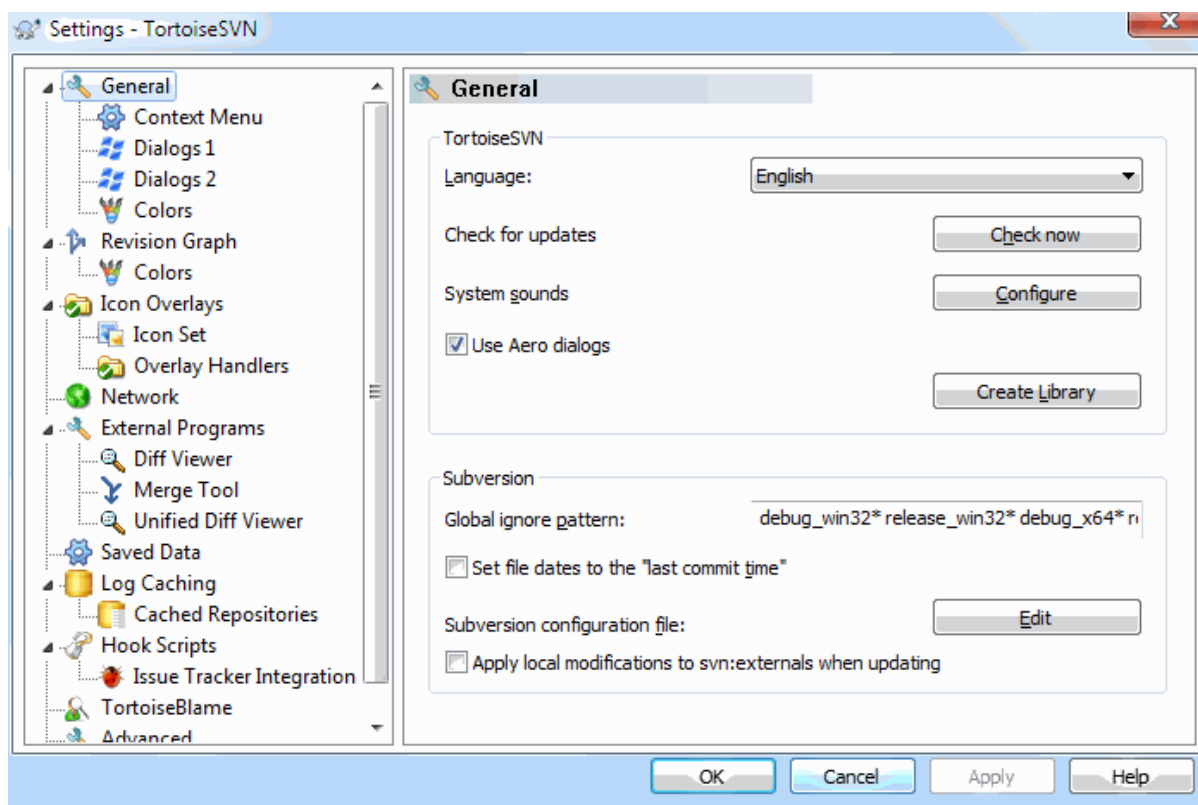 Settings - TortoiseSVN
General
Context Menu
Dialogs 1
Dialogs 2
Colors
Revision Graph
Colors
Icon Overlays
Icon Set
Overlay Handlers
Network
External Programs
Diff Viewer
Merge Tool
Unified Diff Viewer
Saved Data
Log Caching
Cached Repositories
Hook Scripts
Issue Tracker Integration
TortoiseBlame
Advanced
General
TortoiseSVN
Language: English
Check for updates Check now
System sounds Configure
Use Aero dialogs
Create Library
Subversion
Global ignore pattern: debug_win32* release_win32* debug_x64*
Set file dates to the "last commit time"
Subversion configuration file: Edit
Apply local modifications to svn:externals when updating
OK Cancel Apply Help